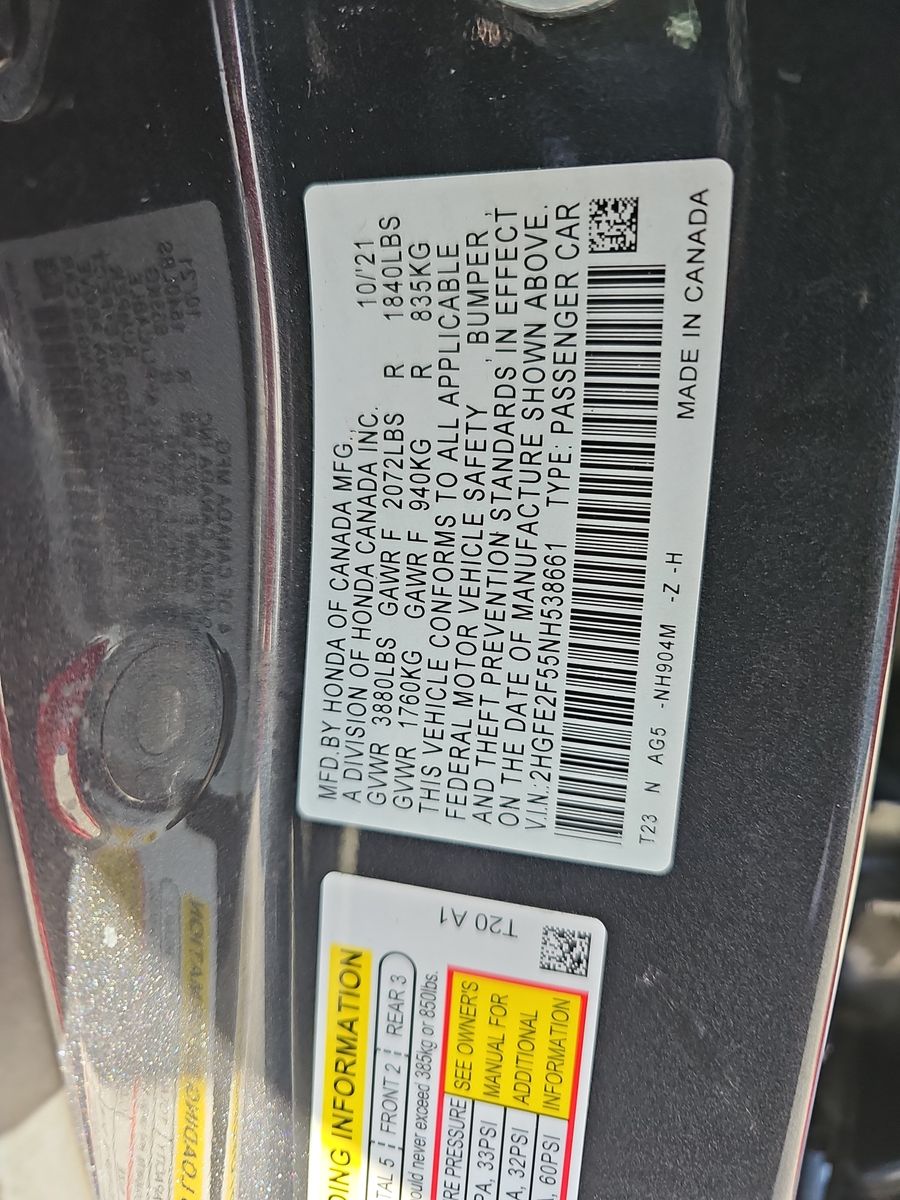 MFD.BY HONDA OF CANADA MFG., 10/'21
A DIVISION OF HONDA CANADA INC.
GVWR 3880LBS GAWR F 2072LBS R 1840LBS
GVWR 1760KG GAWR F 940KG R 835KG
THIS VEHICLE CONFORMS TO ALL APPLICABLE
FEDERAL MOTOR VEHICLE SAFETY, BUMPER,
AND THEFT PREVENTION STANDARDS IN EFFECT
ON THE DATE OF MANUFACTURE SHOWN ABOVE.
V.I.N.:2HGFE2F55NH538661 TYPE: PASSENGER CAR
T23 N AG5 -NH904M -Z -H
MADE IN CANADA
T20 A1
DING INFORMATION
TAL 5 FRONT 2 REAR 3
ould never exceed 385kg or 850lbs.
RE PRESSURE SEE OWNER'S
PA, 33PSI MANUAL FOR
A, 32PSI ADDITIONAL
A, 60PSI INFORMATION